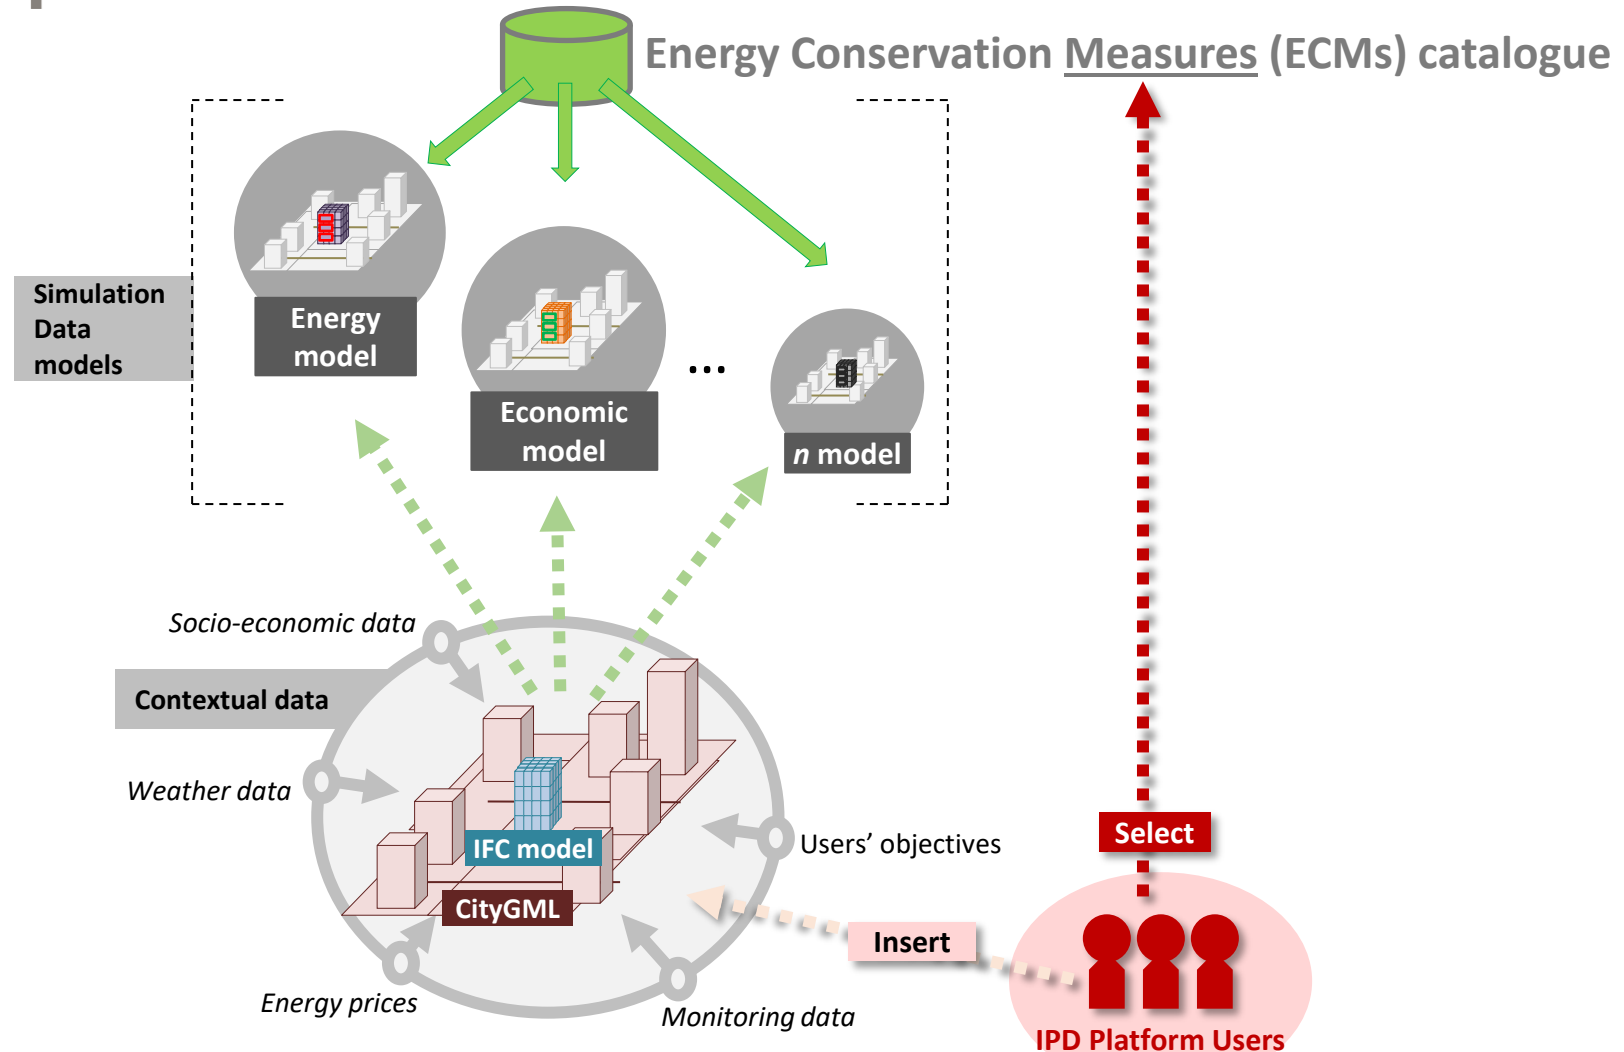 Energy Conservation Measures (ECMs) catalogue
Simulation
Data
models
Energy
model
Economic
model
...
n model
Socio-economic data
Contextual data
Weather data
IFC model
CityGML
Users’ objectives
Select
Insert
Energy prices
Monitoring data
IPD Platform Users